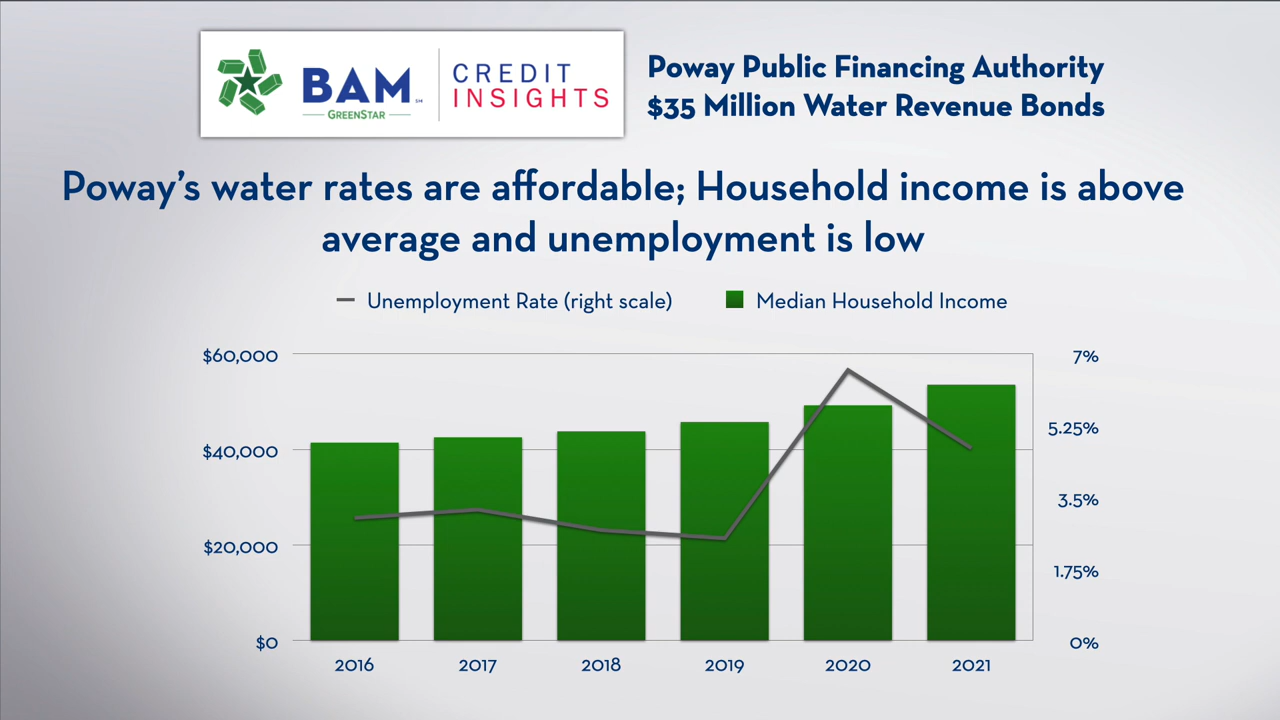 BAM SM
GREENSTAR
CREDIT
INSIGHTS
Poway Public Financing Authority
$35 Million Water Revenue Bonds
Poway's water rates are affordable; Household income is above
average and unemployment is low
Unemployment Rate (right scale) Median Household Income
$60,000 7%
5.25%
$40,000
3.5%
$20,000
1.75%
$0 0%
2016 2017 2018 2019 2020 2021